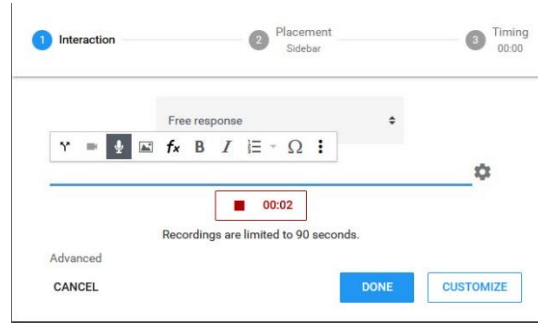 1 Interaction
2 Placement
Sidebar
3 Timing
00:00
Free response
fx B I Ω
00:02
Recordings are limited to 90 seconds.
Advanced
CANCEL DONE CUSTOMIZE